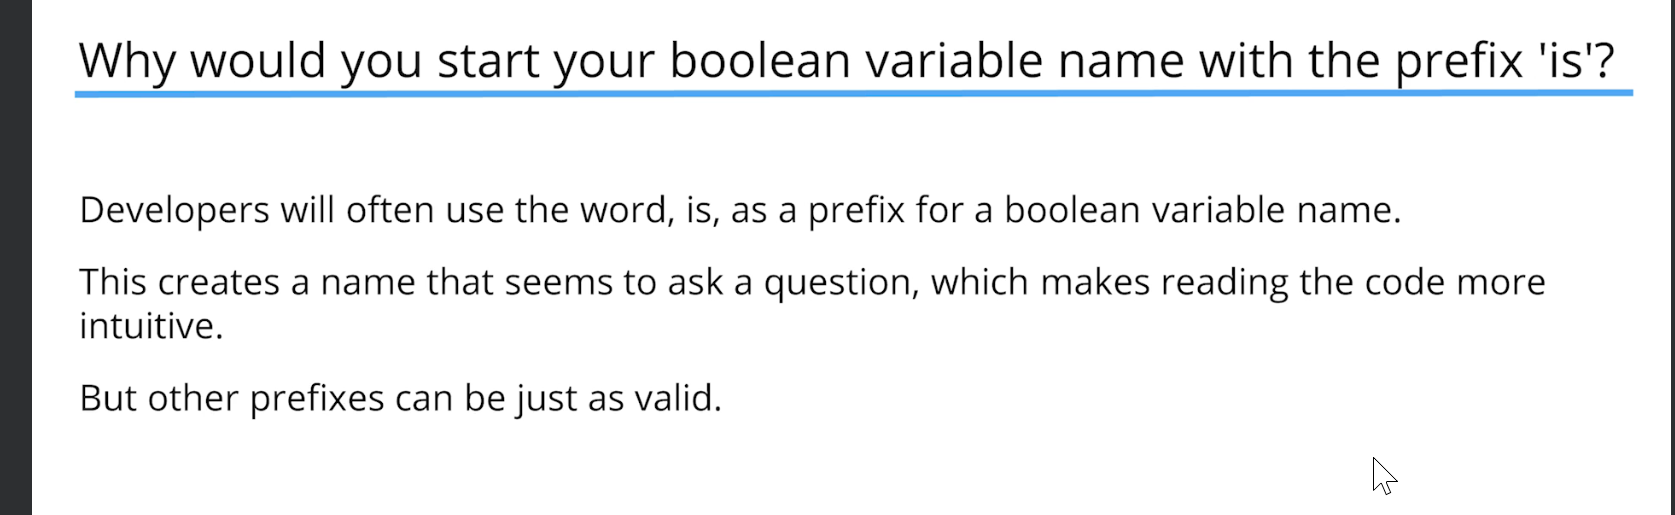 Why would you start your boolean variable name with the prefix 'is'?
Developers will often use the word, is, as a prefix for a boolean variable name.
This creates a name that seems to ask a question, which makes reading the code more
intuitive.
But other prefixes can be just as valid.